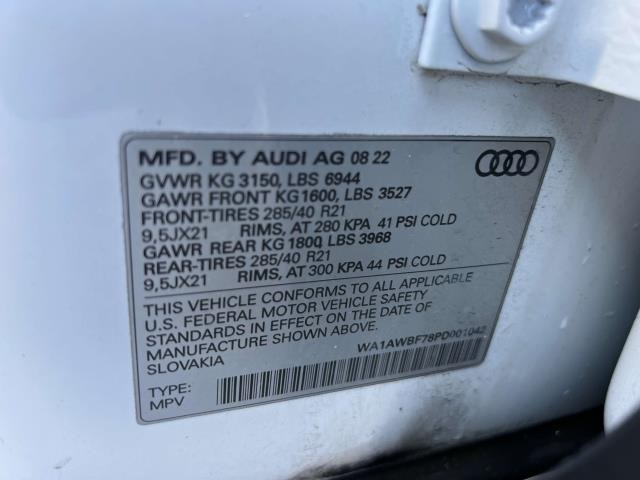 MFD. BY AUDI AG 08 22
GVWR KG 3150, LBS 6944
GAWR FRONT KG1600, LBS 3527
FRONT-TIRES 285/40 R21
9,5JX21 RIMS, AT 280 KPA 41 PSI COLD
GAWR REAR KG 1800, LBS 3968
REAR-TIRES 285/40 R21
9,5JX21 RIMS, AT 300 KPA 44 PSI COLD
THIS VEHICLE CONFORMS TO ALL APPLICABLE
U.S. FEDERAL MOTOR VEHICLE SAFETY
STANDARDS IN EFFECT ON THE DATE OF
MANUFACTURE SHOWN ABOVE.
SLOVAKIA
WA1AWBF78PD001042
TYPE:
MPV